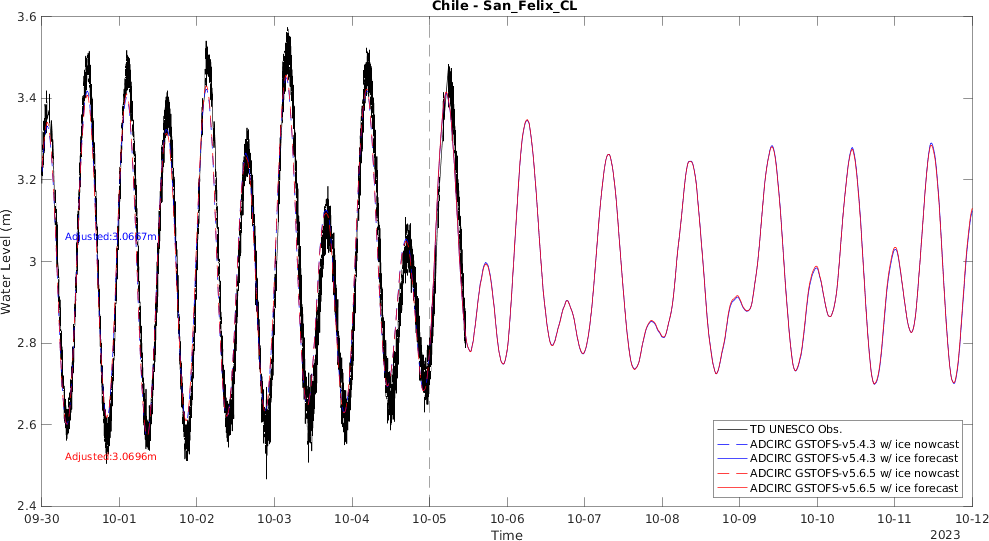 Chile - San_Felix_CL
3.6
3.4
3.2
3
2.8
2.6
2.4
Water Level (m)
Adjusted:3.0667m
Adjusted:3.0696m
TD UNESCO Obs.
ADCIRC GSTOFS-v5.4.3 w/ ice nowcast
ADCIRC GSTOFS-v5.4.3 w/ ice forecast
ADCIRC GSTOFS-v5.6.5 w/ ice nowcast
ADCIRC GSTOFS-v5.6.5 w/ ice forecast
09-30 10-01 10-02 10-03 10-04 10-05 10-06 10-07 10-08 10-09 10-10 10-11 10-12
Time
2023